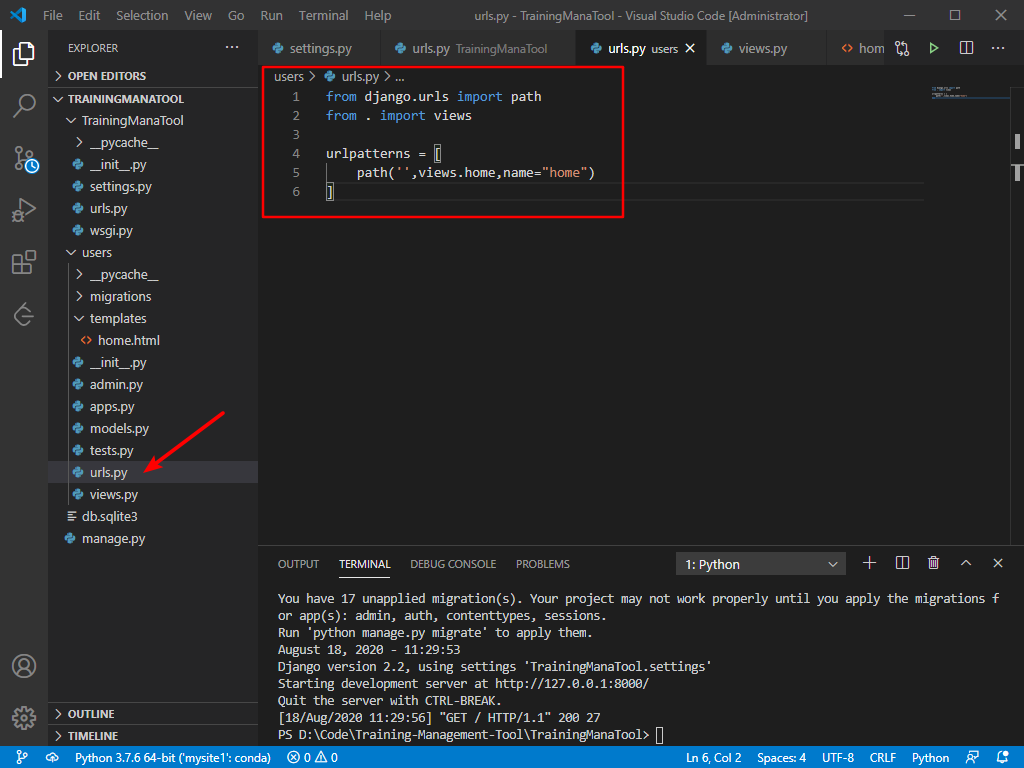 File Edit Selection View Go Run Terminal Help urls.py - TrainingManaTool - Visual Studio Code [Administrator]
EXPLORER ···
settings.py urls.py TrainingManaTool urls.py users views.py hom ···
OPEN EDITORS
TRAININGMANATOOL
TrainingManaTool
__pycache__
__init__.py
settings.py
urls.py
wsgi.py
users
__pycache__
migrations
templates
home.html
__init__.py
admin.py
apps.py
models.py
tests.py
urls.py
views.py
db.sqlite3
manage.py
OUTLINE
TIMELINE
users > urls.py > ...
1 from django.urls import path
2 from . import views
3
4 urlpatterns = [
5 path('',views.home,name="home")
6 ]
OUTPUT TERMINAL DEBUG CONSOLE PROBLEMS 1: Python
You have 17 unapplied migration(s). Your project may not work properly until you apply the migrations f
or app(s): admin, auth, contenttypes, sessions.
Run 'python manage.py migrate' to apply them.
August 18, 2020 - 11:29:53
Django version 2.2, using settings 'TrainingManaTool.settings'
Starting development server at http://127.0.0.1:8000/
Quit the server with CTRL-BREAK.
[18/Aug/2020 11:29:56] "GET / HTTP/1.1" 200 27
PS D:\Code\Training-Management-Tool\TrainingManaTool>
Python 3.7.6 64-bit ('mysite1': conda) 0 0 Ln 6, Col 2 Spaces: 4 UTF-8 CRLF Python